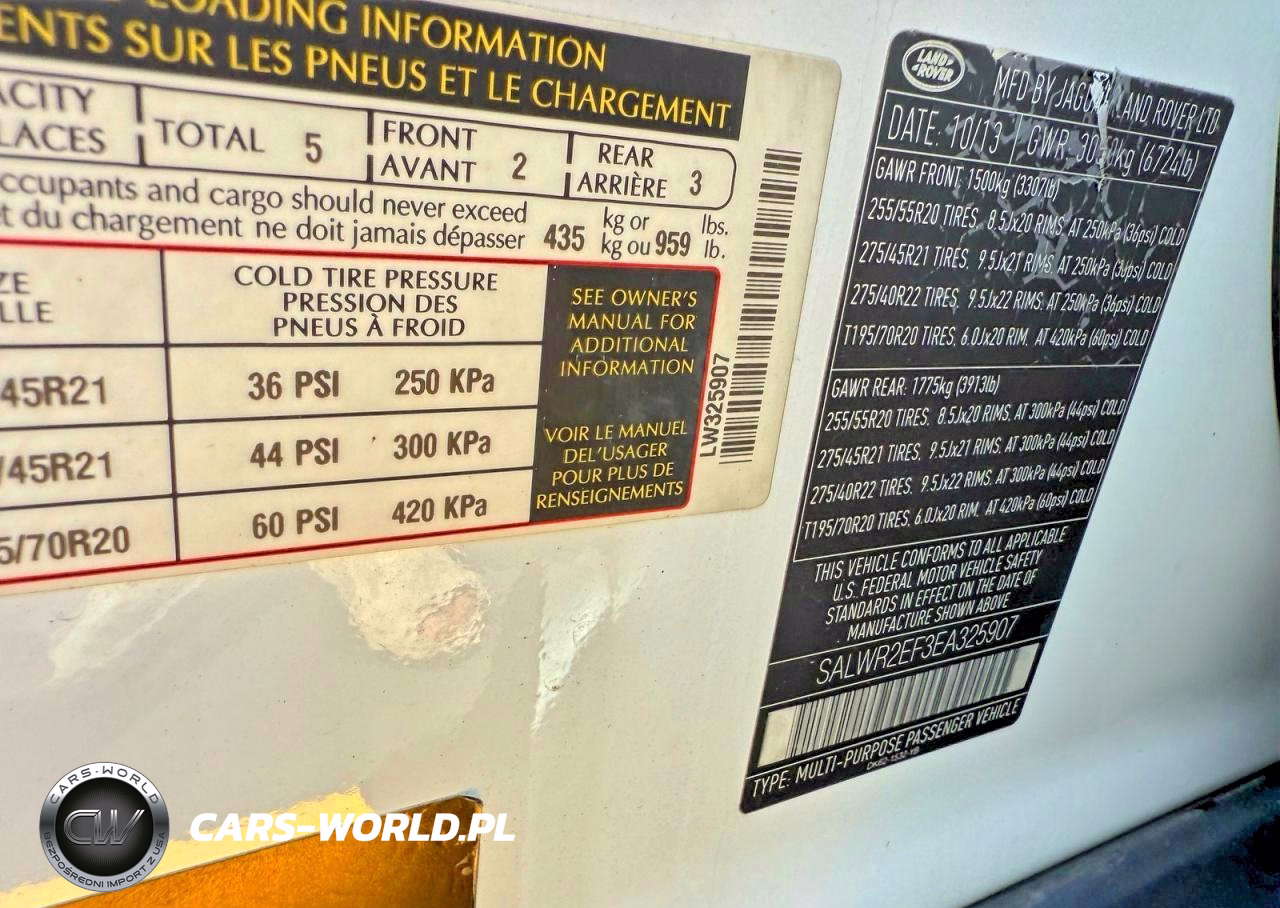 LOADING INFORMATION
ENTS SUR LES PNEUS ET LE CHARGEMENT
ACITY
LACES
TOTAL 5
FRONT
AVANT 2
REAR
ARRIÈRE 3
ccupants and cargo should never exceed
t du chargement ne doit jamais dépasser
435 kg or
kg ou 959 lbs.
lb.
ZE
LLE
COLD TIRE PRESSURE
PRESSION DES
PNEUS À FROID
45R21 36 PSI 250 KPa
/45R21 44 PSI 300 KPa
5/70R20 60 PSI 420 KPa
SEE OWNER'S
MANUAL FOR
ADDITIONAL
INFORMATION
VOIR LE MANUEL
DEL'USAGER
POUR PLUS DE
RENSEIGNEMENTS
LW325907
LAND
ROVER
MFD BY LAND ROVER LTD
DATE. 10/13 GWR (6724lb)
GAWR FRONT. 1500kg (3307lb)
255/55R20 TIRES. 8.5Jx20 RIMS. AT 250kPa (36psi) COLD
275/45R21 TIRES. 9.5Jx21 RIMS. AT 250kPa (36psi) COLD
275/40R22 TIRES. 9.5Jx22 RIMS. AT 250kPa (36psi) COLD
T195/70R20 TIRES. 6.0Jx20 RIM. AT 420kPa (60psi) COLD
GAWR REAR: 1775kg (3913lb)
255/55R20 TIRES. 8.5Jx20 RIMS. AT 300kPa (44psi) COLD
275/45R21 TIRES. 9.5Jx21 RIMS. AT 300kPa (44psi) COLD
275/40R22 TIRES. 9.5Jx22 RIMS. AT 300kPa (44psi) COLD
T195/70R20 TIRES. 6.0Jx20 RIM. AT 420kPa (60psi) COLD
THIS VEHICLE CONFORMS TO ALL APPLICABLE
U.S. FEDERAL MOTOR VEHICLE SAFETY
STANDARDS IN EFFECT ON THE DATE OF
MANUFACTURE SHOWN ABOVE
SALWR2EF3EA325907
TYPE: MULTI-PURPOSE PASSENGER VEHICLE
CARS-WORLD
CW
BEZPOŚREDNI IMPORT Z USA
CARS-WORLD.PL